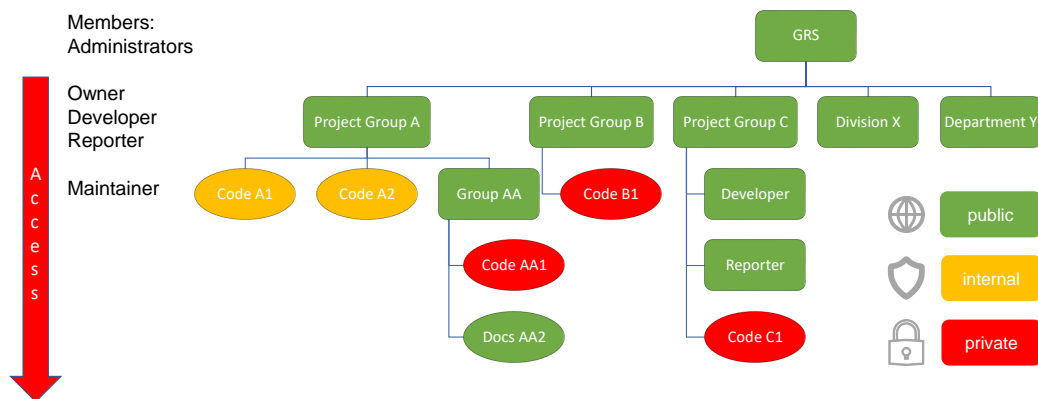 Members:
Administrators
GRS
Owner
Developer
Reporter
Project Group A
Project Group B
Project Group C
Division X
Department Y
Access
Maintainer
Code A1
Code A2
Group AA
Code B1
Developer
public
Code AA1
Reporter
internal
Docs AA2
Code C1
private